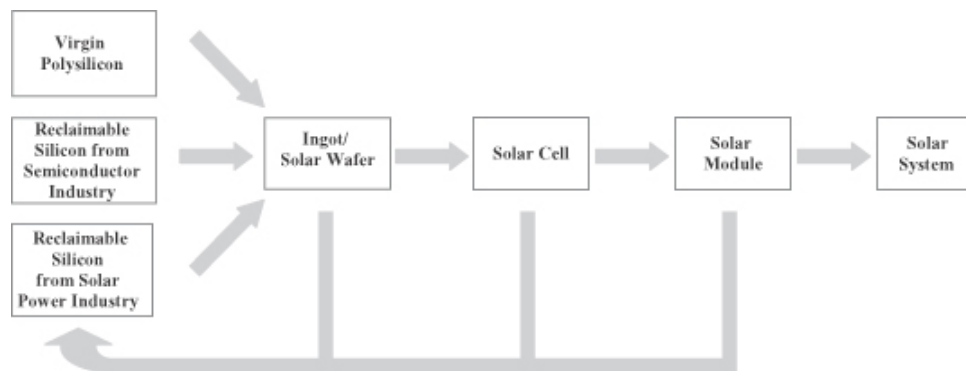 Virgin
Polysilicon
Reclaimable
Silicon from
Semiconductor
Industry
Reclaimable
Silicon
from Solar
Power Industry
Ingot/
Solar Wafer
Solar Cell
Solar
Module
Solar
System